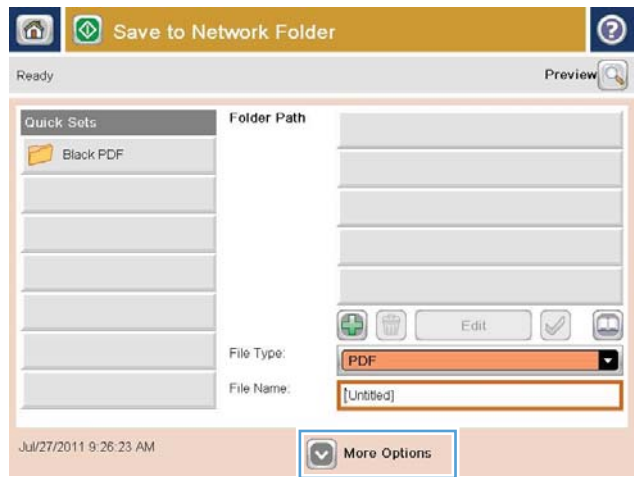 Save to Network Folder
Ready
Preview
Quick Sets
Black PDF
Folder Path
Edit
File Type:
PDF
File Name:
[Untitled]
Jul/27/2011 9:26:23 AM
More Options